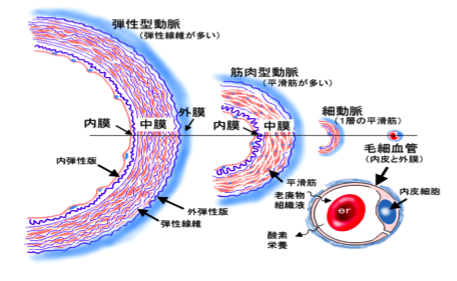 弾性型動脈
(弾性線維が多い)
筋肉型動脈
(平滑筋が多い)
細動脈
(1層の平滑筋)
外膜
内膜
中膜
内膜
中膜
毛細血管
(内皮と外膜)
内弾性版
平滑筋
老廃物
組織液
内皮細胞
外弾性版
弾性線維
er
酸素
栄養